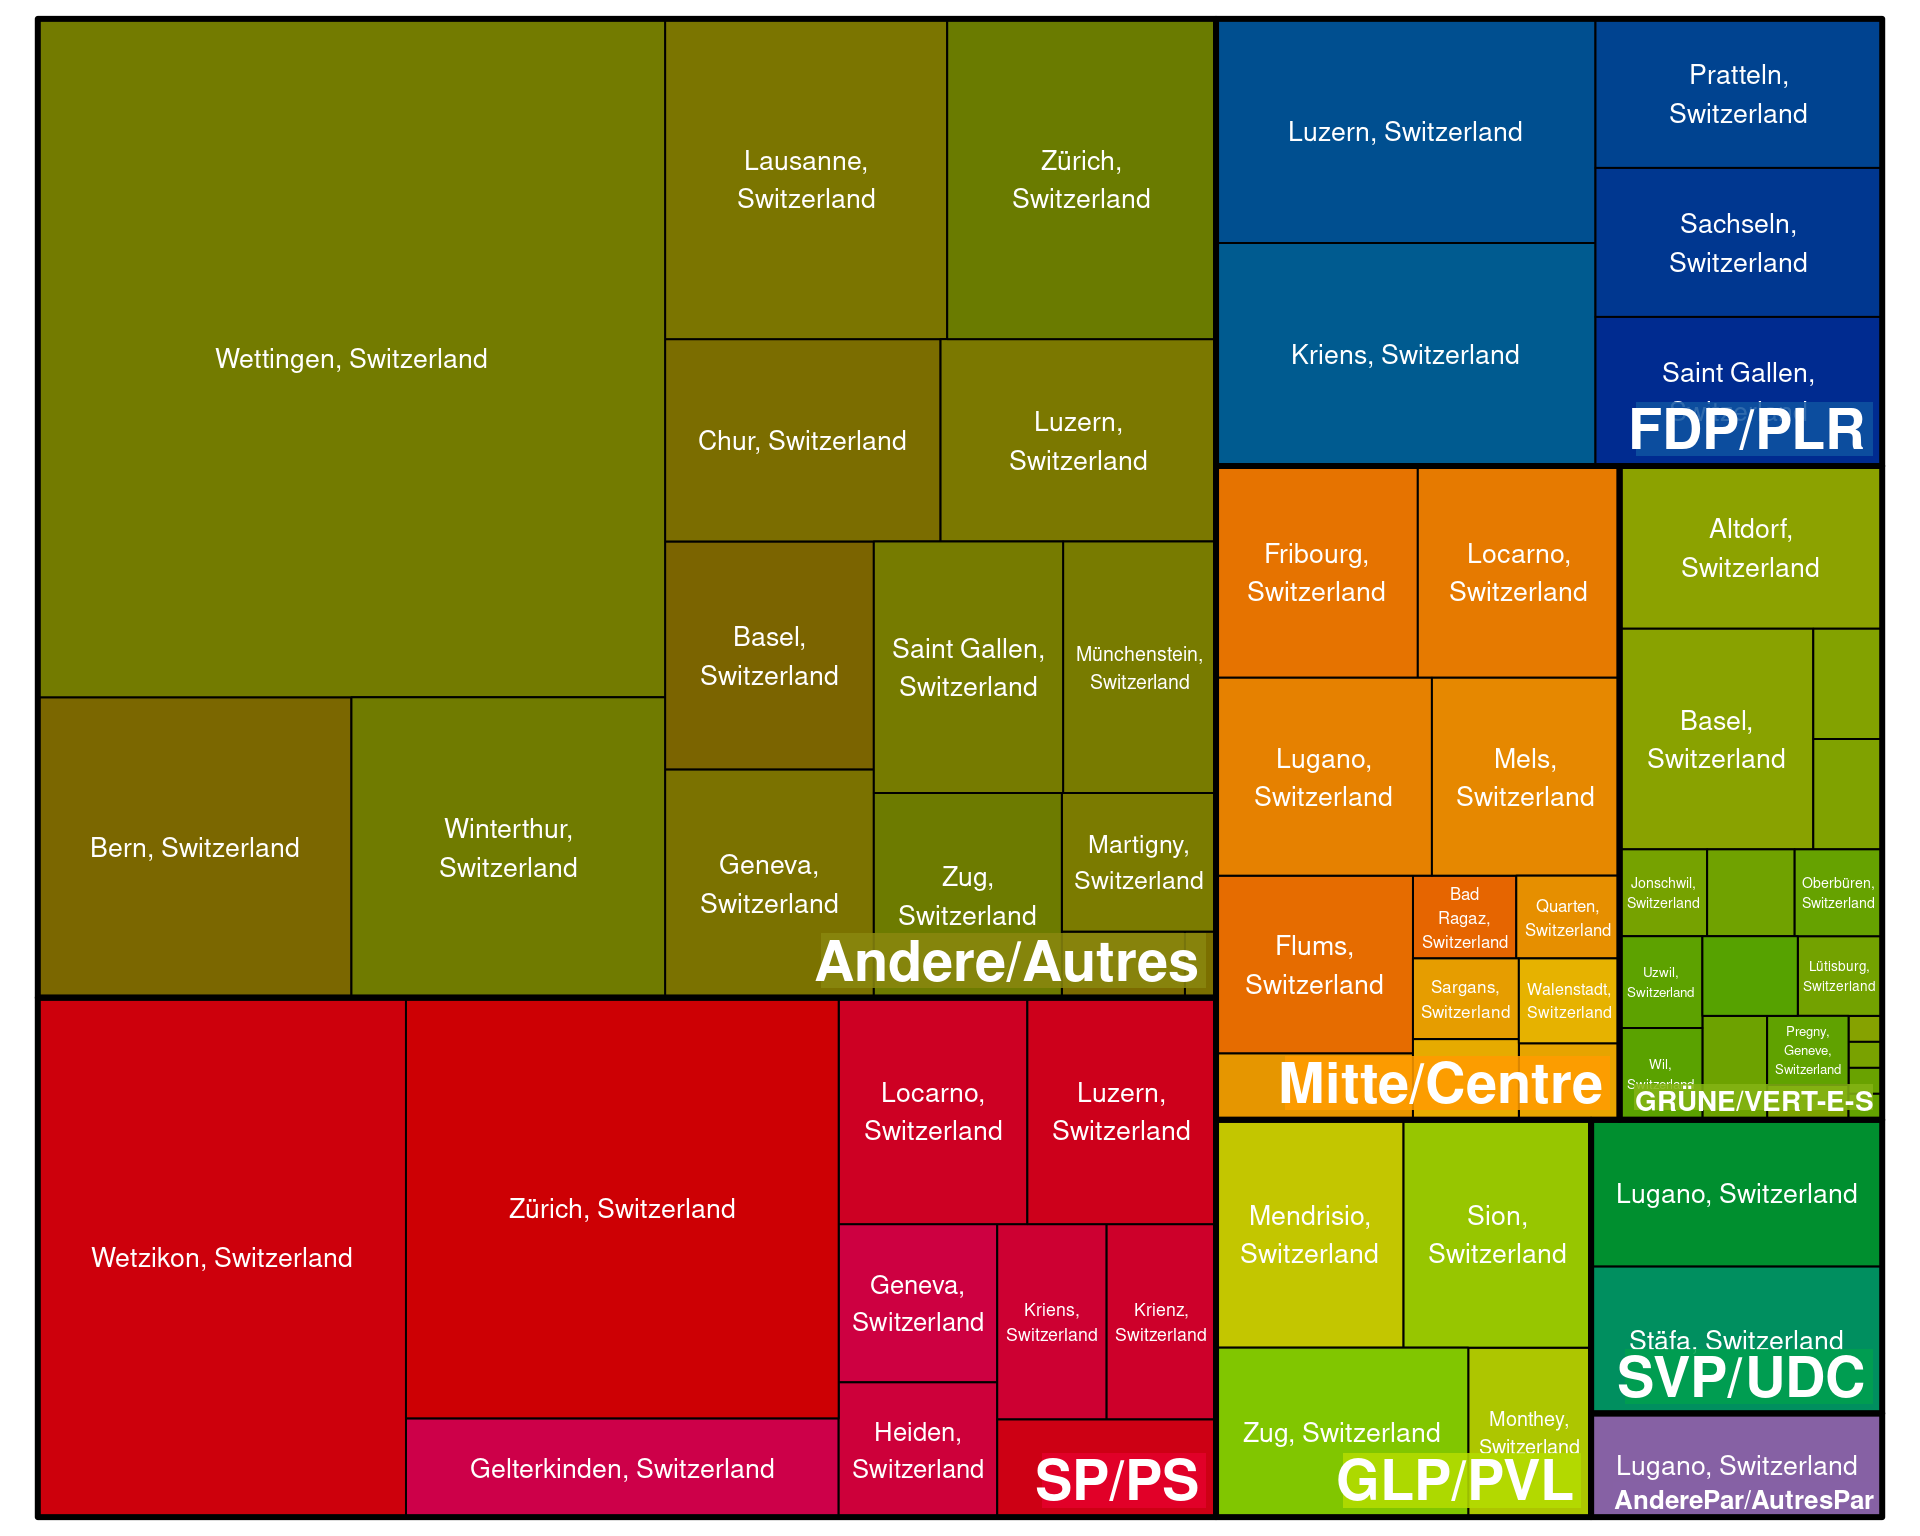 Wettingen, Switzerland
Lausanne,
Switzerland
Zürich,
Switzerland
Chur, Switzerland
Luzern,
Switzerland
Basel,
Switzerland
Saint Gallen,
Switzerland
Münchenstein,
Switzerland
Bern, Switzerland
Winterthur,
Switzerland
Geneva,
Switzerland
Zug,
Switzerland
Martigny,
Switzerland
Andere/Autres
Luzern, Switzerland
Pratteln,
Switzerland
Sachseln,
Switzerland
Kriens, Switzerland
Saint Gallen,
Switzerland
FDP/PLR
Fribourg,
Switzerland
Locarno,
Switzerland
Lugano,
Switzerland
Mels,
Switzerland
Flums,
Switzerland
Bad
Ragaz,
Switzerland
Quarten,
Switzerland
Sargans,
Switzerland
Walenstadt,
Switzerland
Mitte/Centre
Altdorf,
Switzerland
Basel,
Switzerland
Jonschwil,
Switzerland
Oberbüren,
Switzerland
Uzwil,
Switzerland
Lütisburg,
Switzerland
Wil,
Switzerland
Pregny,
Geneve,
Switzerland
GRÜNE/VERT-E-S
Wetzikon, Switzerland
Zürich, Switzerland
Gelterkinden, Switzerland
Locarno,
Switzerland
Luzern,
Switzerland
Geneva,
Switzerland
Kriens,
Switzerland
Krienz,
Switzerland
Heiden,
Switzerland
SP/PS
Mendrisio,
Switzerland
Sion,
Switzerland
Zug, Switzerland
Monthey,
Switzerland
GLP/PVL
Lugano, Switzerland
Stäfa, Switzerland
SVP/UDC
Lugano, Switzerland
AnderePar/AutresPar